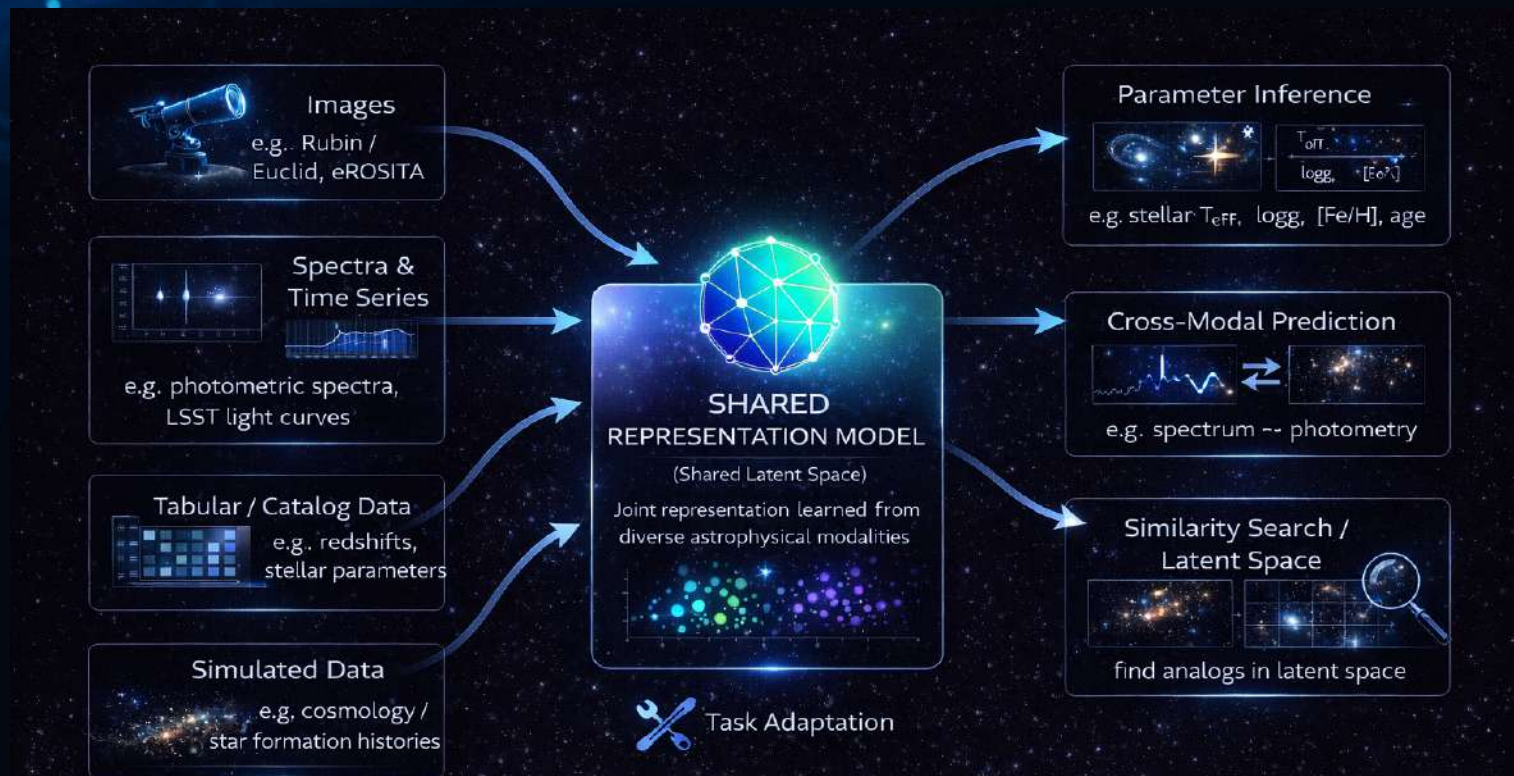 Images
e.g. Rubin /
Euclid, eROSITA
Spectra &
Time Series
e.g. photometric spectra,
LSST light curves
Tabular / Catalog Data
e.g., redshifts,
stellar parameters
Simulated Data
e.g, cosmology /
star formation histories
SHARED
REPRESENTATION MODEL
(Shared Latent Space)
Joint representation learned from
diverse astrophysical modalities
Task Adaptation
Parameter Inference
ToFF
logg,
e.g. stellar TeFF, logg, [Fe/H], age
Cross-Modal Prediction
e.g. spectrum -- photometry
Similarity Search /
Latent Space
find analogs in latent space